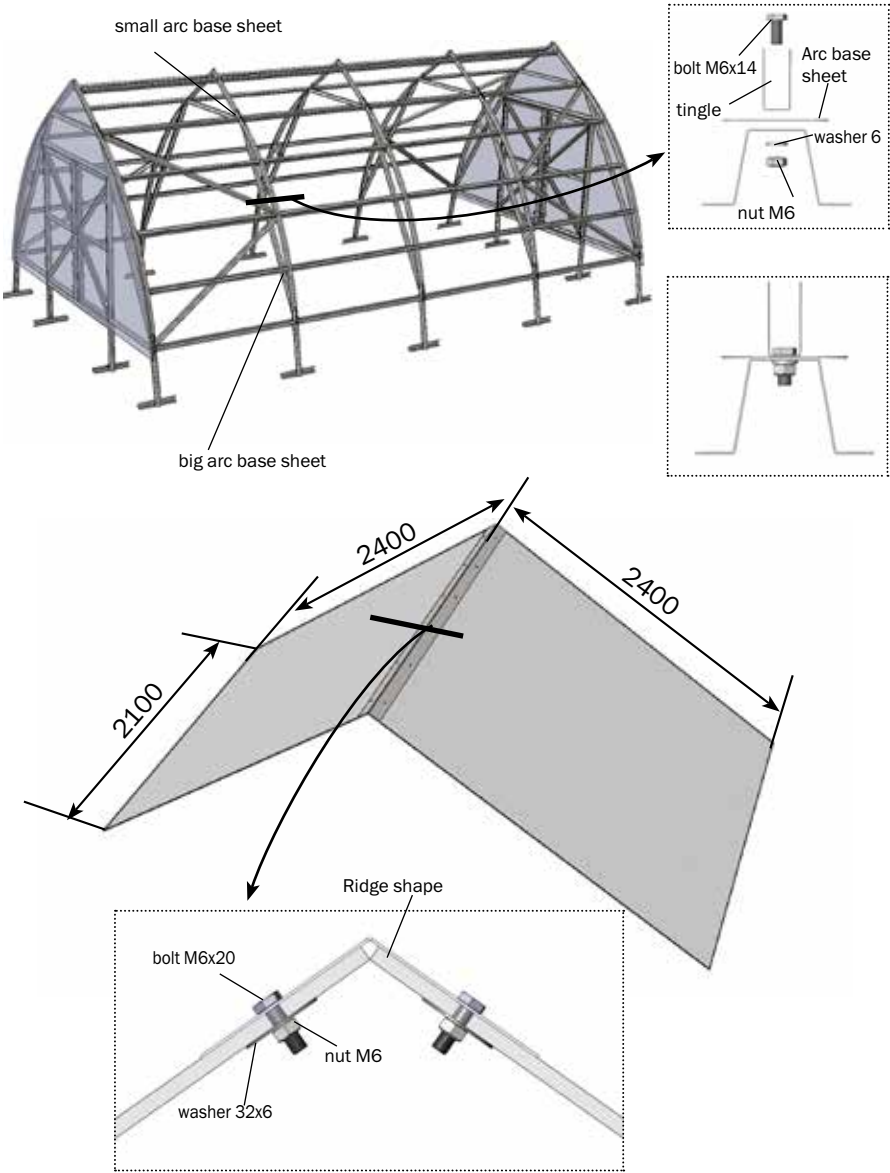 small arc base sheet
bolt M6x14
Arc base
sheet
tingle
washer 6
nut M6
big arc base sheet
2400
2400
2100
Ridge shape
bolt M6x20
nut M6
washer 32x6